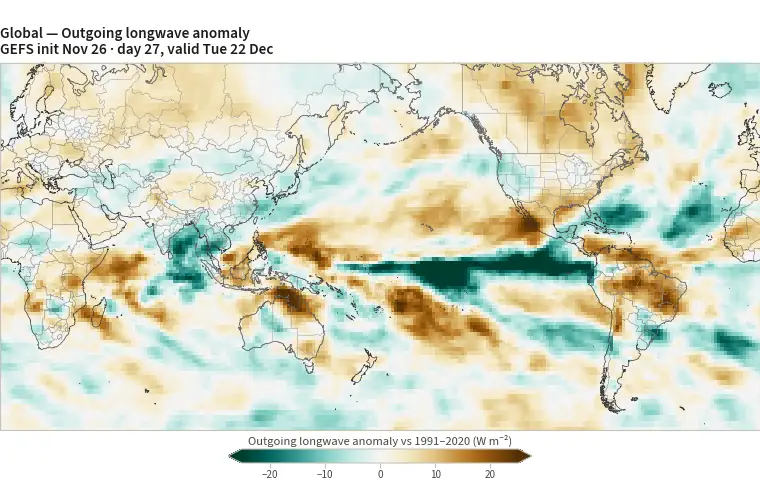 Global — Outgoing longwave anomaly
GEFS init Nov 26 · day 27, valid Tue 22 Dec
Outgoing longwave anomaly vs 1991–2020 (W m⁻²)
−20 −10 0 10 20